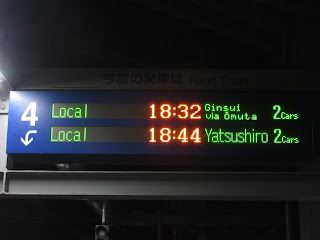 今度の発車は Next Train
4
Local 18:32 Ginsui via Omuta 2Cars
Local 18:44 Yatsushiro 2Cars